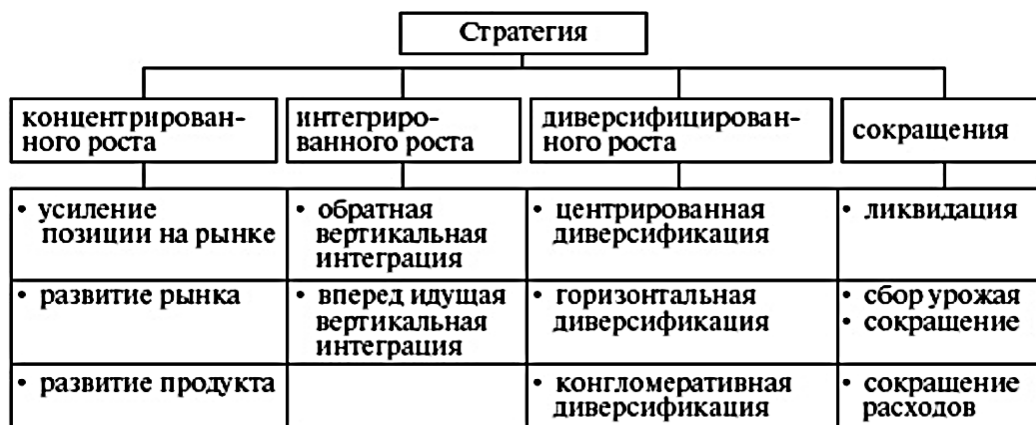 Стратегия
концентрирован-
ного роста
интегриро-
ванного роста
диверсифицирован-
ного роста
сокращения
• усиление
позиции на рынке
• обратная
вертикальная
интеграция
• центрированная
диверсификация
• ликвидация
• развитие рынка
• вперед идущая
вертикальная
интеграция
• горизонтальная
диверсификация
• сбор урожая
• сокращение
• развитие продукта
• конгломеративная
диверсификация
• сокращение
расходов